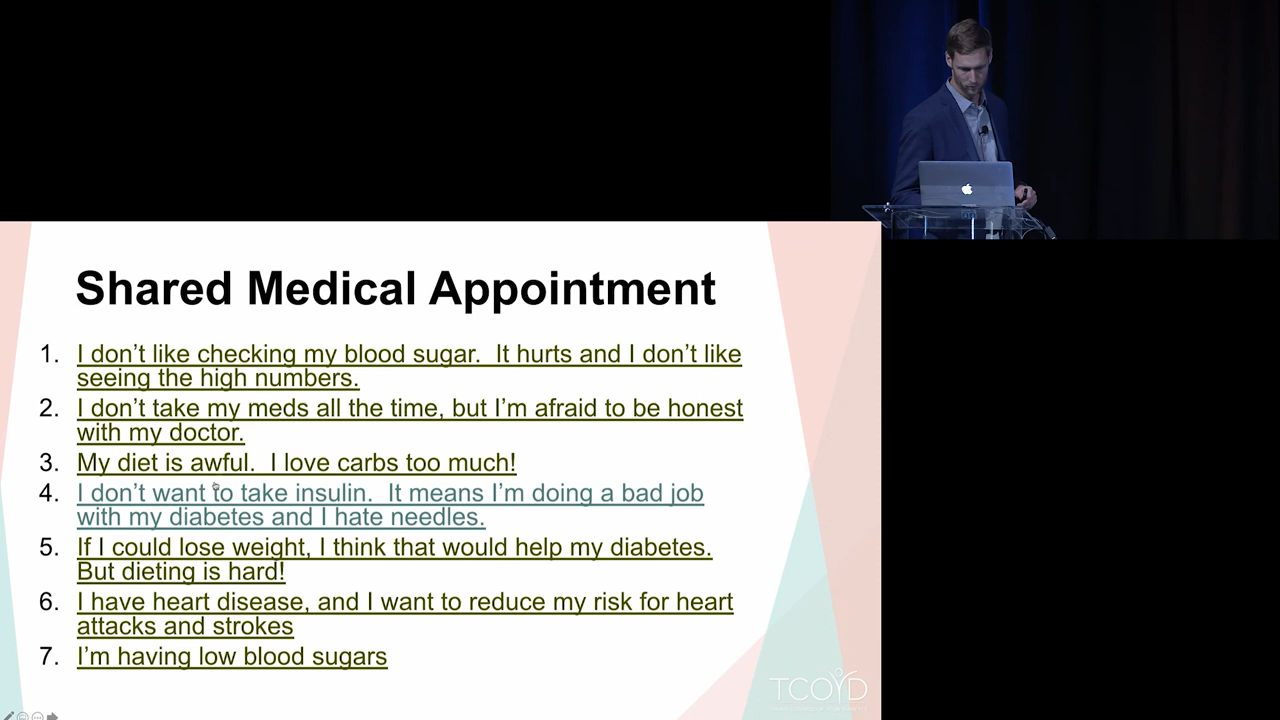 Shared Medical Appointment
1. I don't like checking my blood sugar.  It hurts and I don't like
seeing the high numbers.
2. I don't take my meds all the time, but I'm afraid to be honest
with my doctor.
3. My diet is awful.  I love carbs too much!
4. I don't want to take insulin.  It means I'm doing a bad job
with my diabetes and I hate needles.
5. If I could lose weight, I think that would help my diabetes.
But dieting is hard!
6. I have heart disease, and I want to reduce my risk for heart
attacks and strokes
7. I'm having low blood sugars
TCOYD